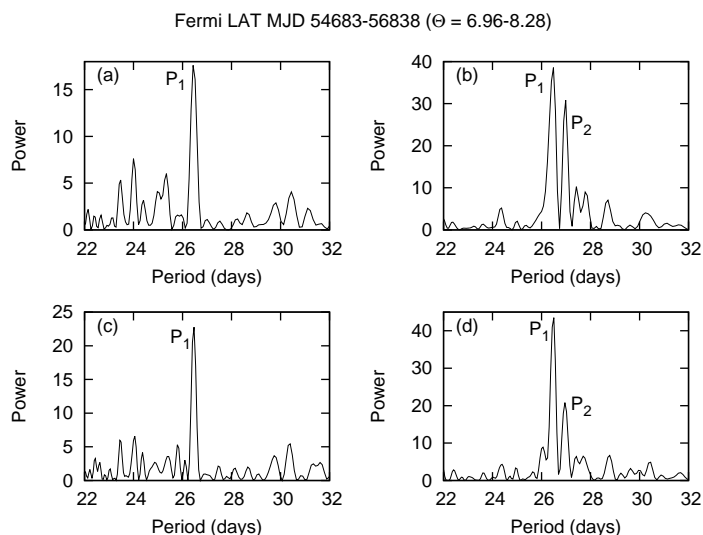 Fermi LAT MJD 54683-56838 (Θ = 6.96-8.28)
(a)
P1
Power
0
5
10
15
22 24 26 28 30 32
Period (days)
(b)
P1
P2
Power
0
10
20
30
40
22 24 26 28 30 32
Period (days)
(c)
P1
Power
0
5
10
15
20
25
22 24 26 28 30 32
Period (days)
(d)
P1
P2
Power
0
10
20
30
40
22 24 26 28 30 32
Period (days)